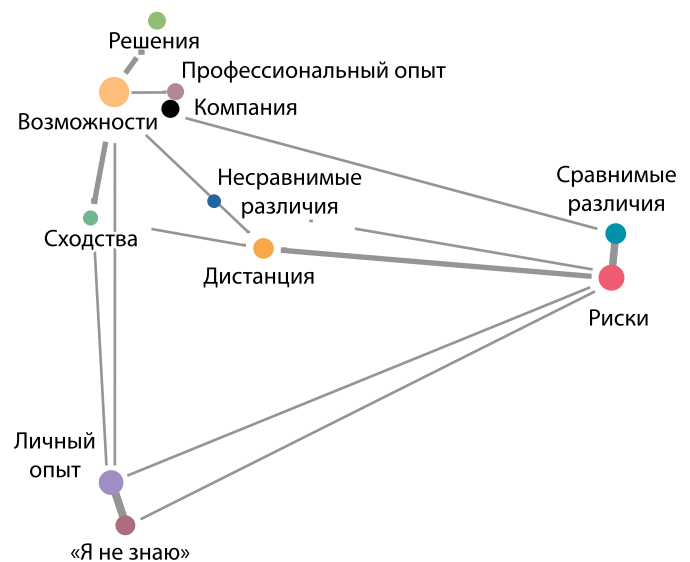 Решения
Профессиональный опыт
Компания
Возможности
Несравнимые
различия
Сравнимые
различия
Сходства
Дистанция
Риски
Личный
опыт
«Я не знаю»